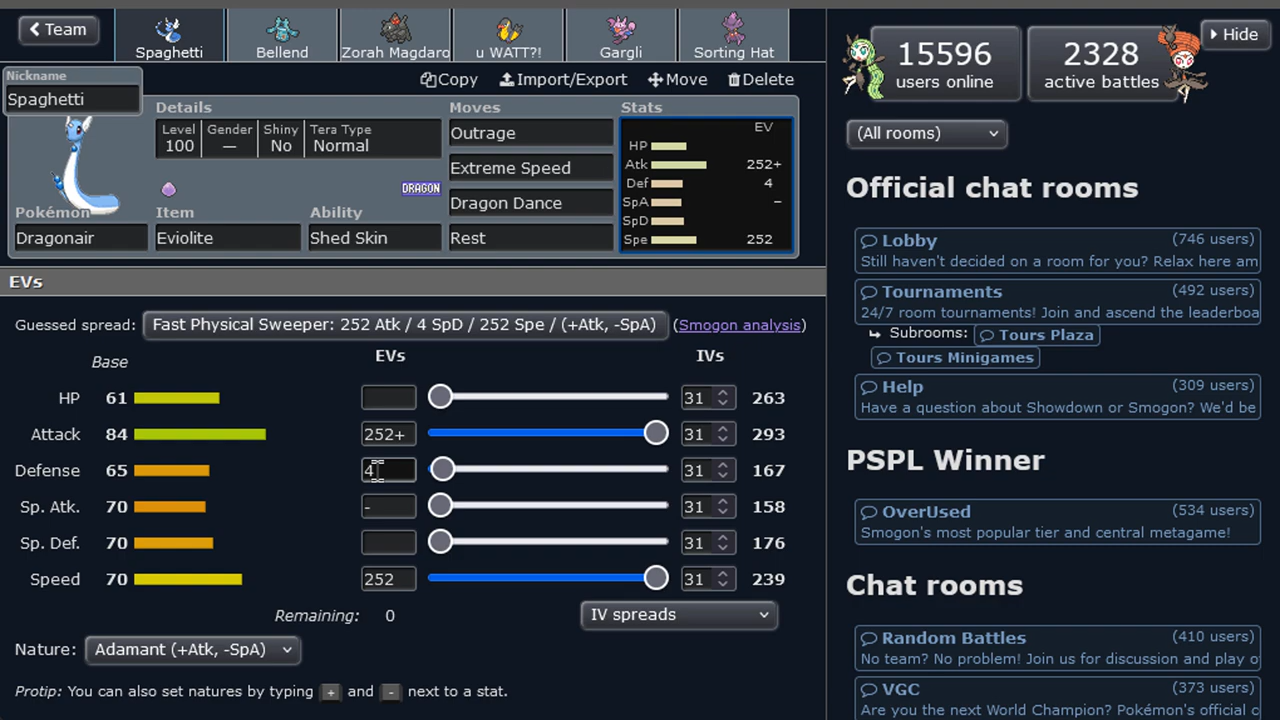 Team
Spaghetti
Bellend
Zorah Magdaro
u WATT?!
Gargli
Sorting Hat
Nickname
Spaghetti
Copy
Import/Export
Move
Delete
Details
Level
100
Gender
—
Shiny
No
Tera Type
Normal
DRAGON
Pokémon
Dragonair
Item
Eviolite
Ability
Shed Skin
Moves
Outrage
Extreme Speed
Dragon Dance
Rest
Stats
EV
HP
Atk 252+
Def 4
SpA −
SpD
Spe 252
EVs
Guessed spread: Fast Physical Sweeper: 252 Atk / 4 SpD / 252 Spe / (+Atk, -SpA) (Smogon analysis)
Base EVs IVs
HP 61 31 263
Attack 84 252+ 31 293
Defense 65 4 31 167
Sp. Atk. 70 - 31 158
Sp. Def. 70 31 176
Speed 70 252 31 239
Remaining: 0
IV spreads
Nature: Adamant (+Atk, -SpA)
Protip: You can also set natures by typing + and - next to a stat.
15596
users online
2328
active battles
Hide
(All rooms)
Official chat rooms
Lobby (746 users)
Still haven't decided on a room for you? Relax here am
Tournaments (492 users)
24/7 room tournaments! Join and ascend the leaderboa
↳ Subrooms: Tours Plaza
Tours Minigames
Help (309 users)
Have a question about Showdown or Smogon? We'd be
PSPL Winner
OverUsed (534 users)
Smogon's most popular tier and central metagame!
Chat rooms
Random Battles (410 users)
No team? No problem! Join us for discussion and play o
VGC (373 users)
Are you the next World Champion? Pokémon's official c